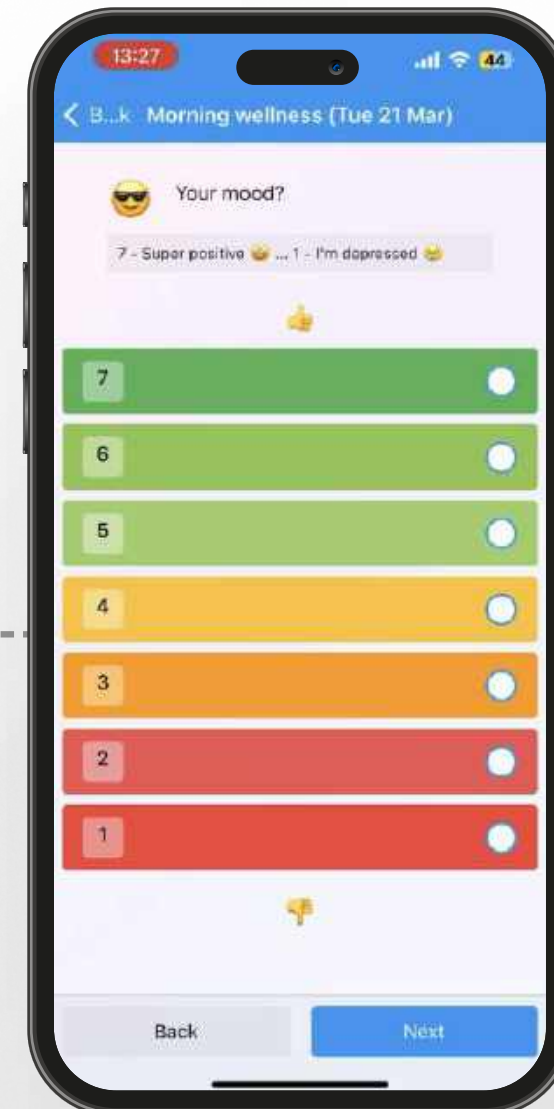 13:27 44
B...k Morning wellness (Tue 21 Mar)
Your mood?
7 - Super positive 🤩 ... 1 - I'm depressed 😢
7
6
5
4
3
2
1
Back Next